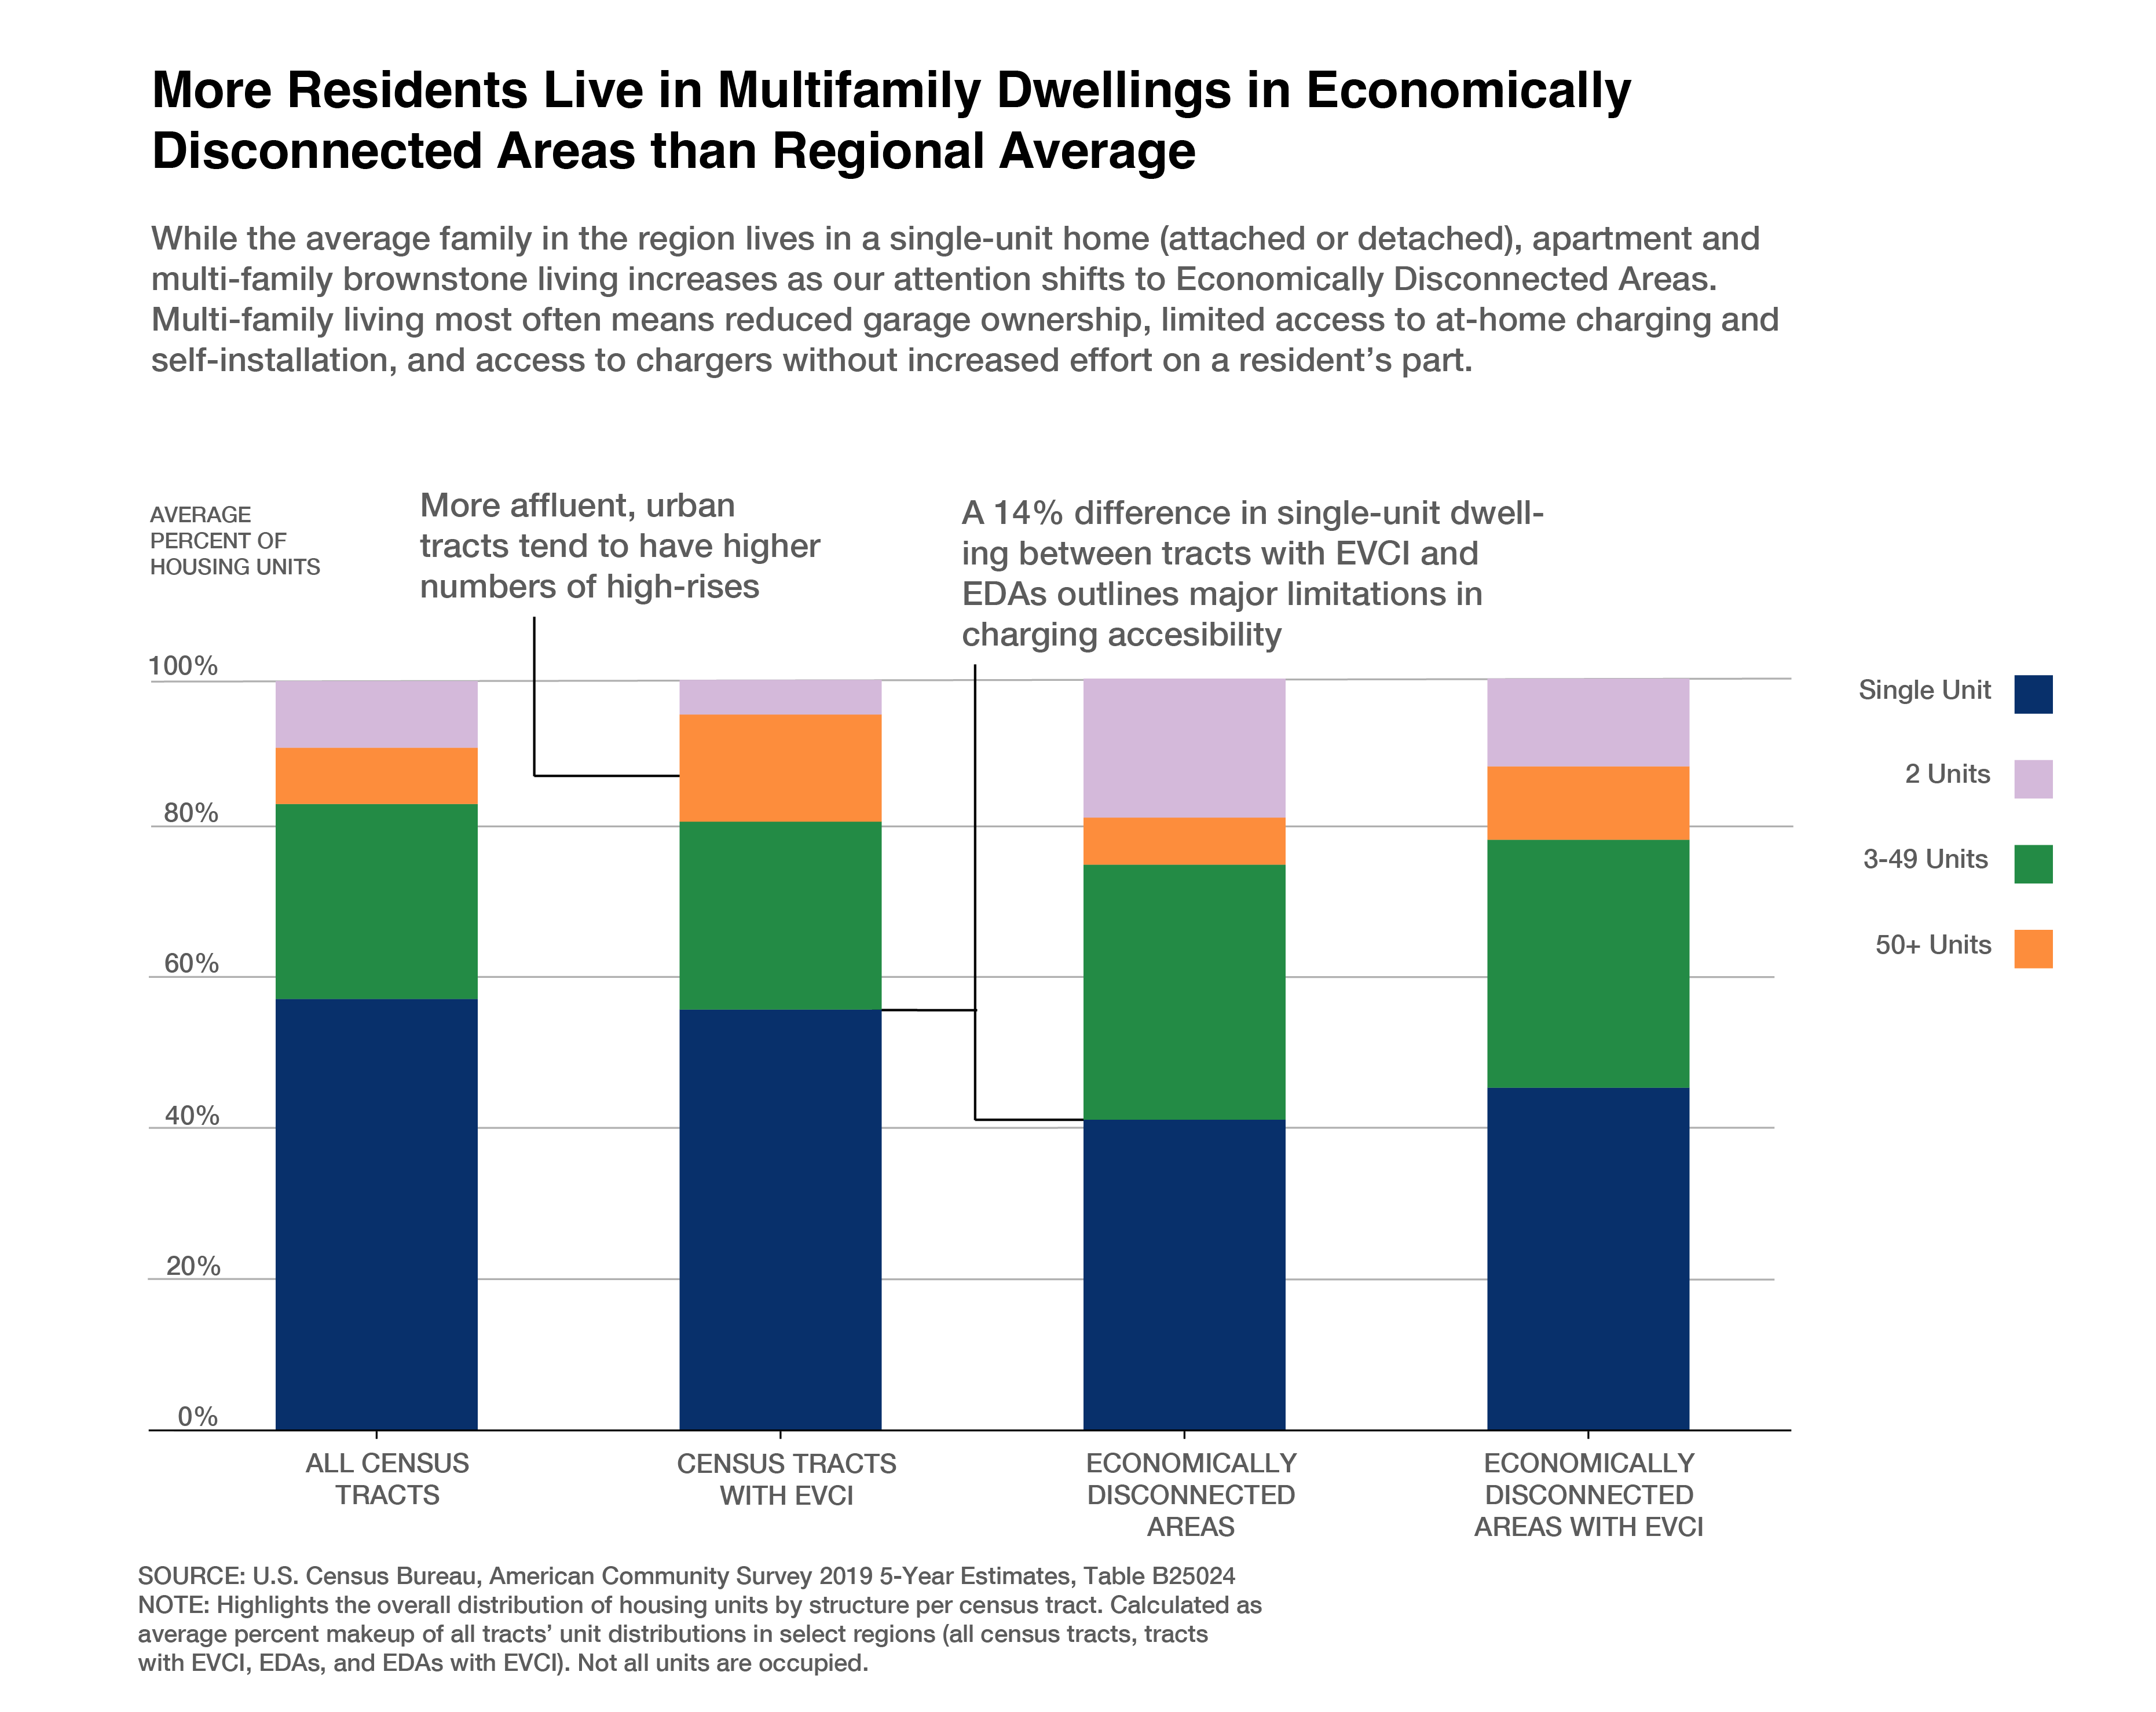 More Residents Live in Multifamily Dwellings in Economically
Disconnected Areas than Regional Average
While the average family in the region lives in a single-unit home (attached or detached), apartment and
multi-family brownstone living increases as our attention shifts to Economically Disconnected Areas.
Multi-family living most often means reduced garage ownership, limited access to at-home charging and
self-installation, and access to chargers without increased effort on a resident’s part.
AVERAGE
PERCENT OF
HOUSING UNITS
More affluent, urban
tracts tend to have higher
numbers of high-rises
A 14% difference in single-unit dwell-
ing between tracts with EVCI and
EDAs outlines major limitations in
charging accesibility
100%
80%
60%
40%
20%
0%
Single Unit
2 Units
3-49 Units
50+ Units
ALL CENSUS
TRACTS
CENSUS TRACTS
WITH EVCI
ECONOMICALLY
DISCONNECTED
AREAS
ECONOMICALLY
DISCONNECTED
AREAS WITH EVCI
SOURCE: U.S. Census Bureau, American Community Survey 2019 5-Year Estimates, Table B25024
NOTE: Highlights the overall distribution of housing units by structure per census tract. Calculated as
average percent makeup of all tracts’ unit distributions in select regions (all census tracts, tracts
with EVCI, EDAs, and EDAs with EVCI). Not all units are occupied.